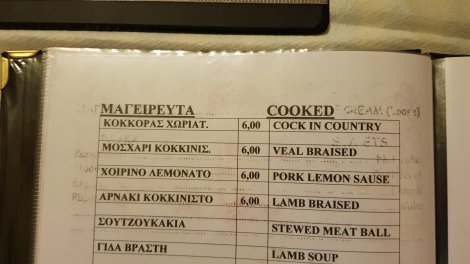 ΜΑΓΕΙΡΕΥΤΑ COOKED CREAM
ΚΟΚΚΟΡΑΣ ΧΩΡΙΑΤ. 6,00 COCK IN COUNTRY
ΜΟΣΧΑΡΙ ΚΟΚΚΙΝΙΣ. 6,00 VEAL BRAISED
ΧΟΙΡΙΝΟ ΛΕΜΟΝΑΤΟ 6,00 PORK LEMON SAUSE
ΑΡΝΑΚΙ ΚΟΚΚΙΝΙΣΤΟ 6,00 LAMB BRAISED
ΣΟΥΤΖΟΥΚΑΚΙΑ STEWED MEAT BALL
ΓΙΔΑ ΒΡΑΣΤΗ LAMB SOUP